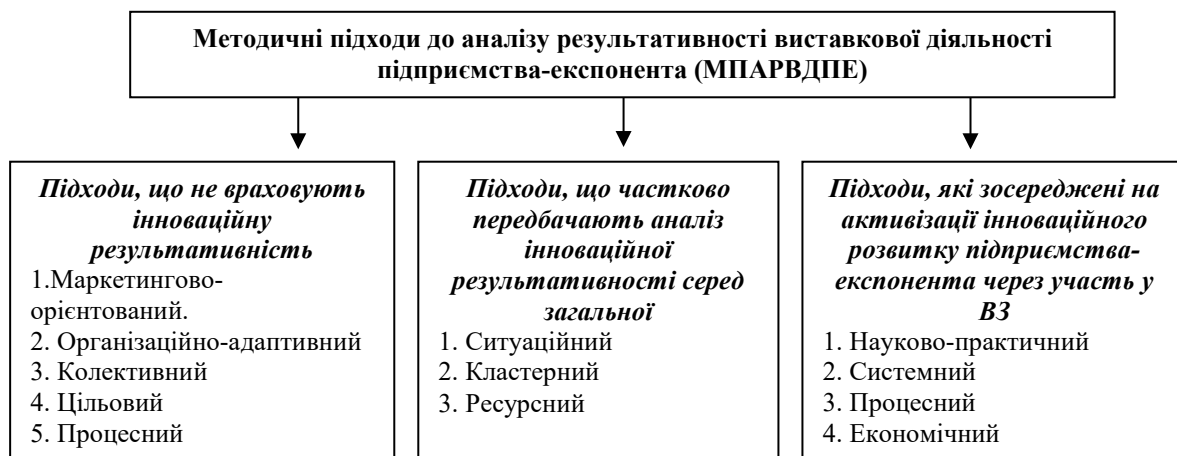 Методичні підходи до аналізу результативності виставкової діяльності
підприємства-експонента (МПАРВДПЕ)
Підходи, що не враховують
інноваційну
результативність
1.Маркетингово-
орієнтований.
2. Організаційно-адаптивний
3. Колективний
4. Цільовий
5. Процесний
Підходи, що частково
передбачають аналіз
інноваційної
результативності серед
загальної
1. Ситуаційний
2. Кластерний
3. Ресурсний
Підходи, які зосереджені на
активізації інноваційного
розвитку підприємства-
експонента через участь у
ВЗ
1. Науково-практичний
2. Системний
3. Процесний
4. Економічний